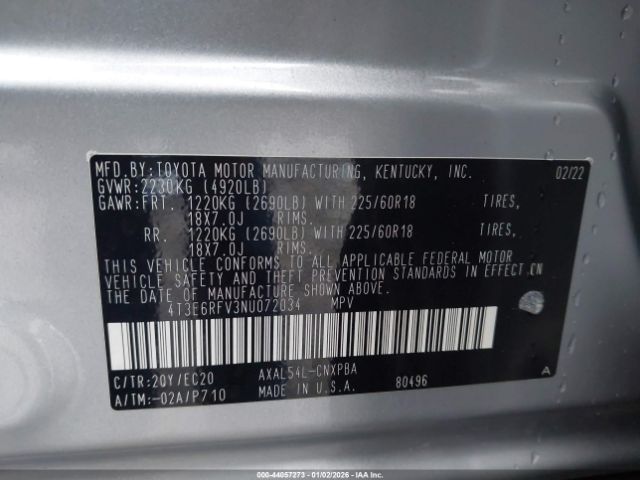 MFD.BY:TOYOTA MOTOR MANUFACTURING, KENTUCKY, INC. 02/22
GVWR:2230KG (4920LB)
GAWR:FRT. 1220KG (2690LB) WITH 225/60R18 TIRES,
18X7.0J RIMS.
RR. 1220KG (2690LB) WITH 225/60R18 TIRES,
18X7.0J RIMS.
THIS VEHICLE CONFORMS TO ALL APPLICABLE FEDERAL MOTOR
VEHICLE SAFETY AND THEFT PREVENTION STANDARDS IN EFFECT ON
THE DATE OF MANUFACTURE SHOWN ABOVE.
4T3E6RFV3NU072034 MPV
C/TR:2QY/EC20 AXAL54L-CNXPBA A
A/TM:-02A/P710 MADE IN U.S.A. 80496
000-44057273 - 01/02/2026 - IAA Inc.